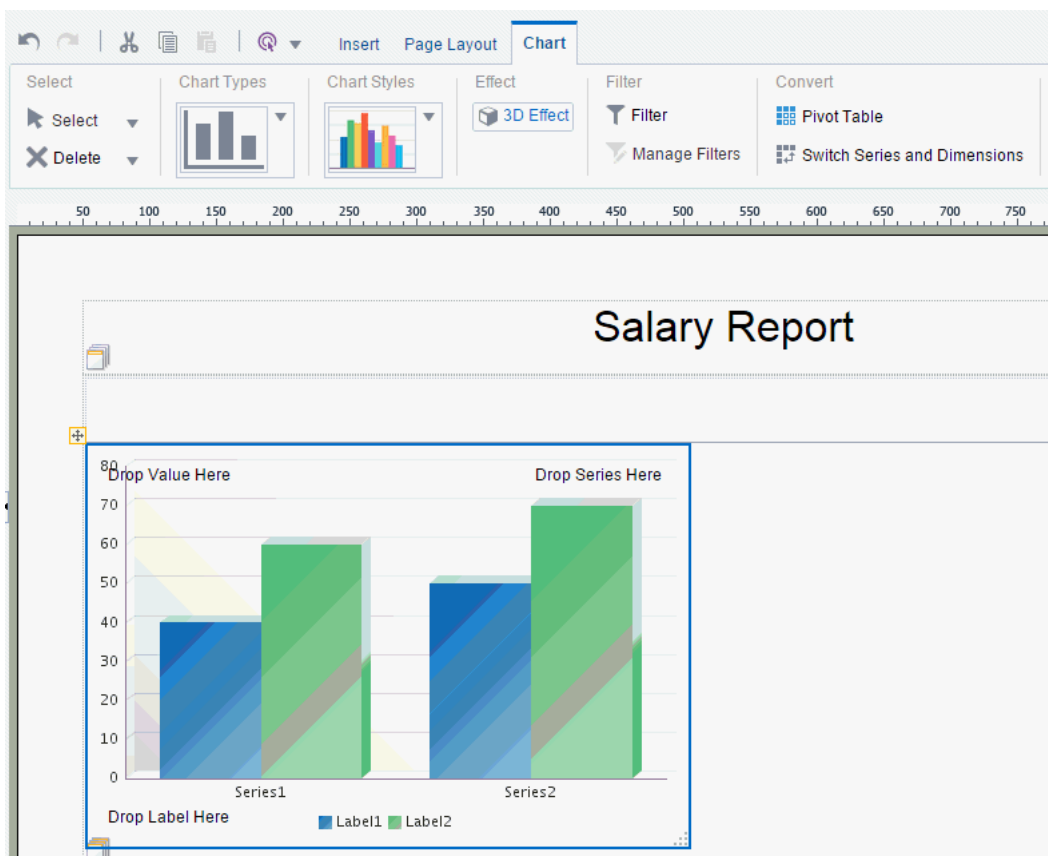 Insert Page Layout Chart
Select Chart Types Chart Styles Effect Filter Convert
Select 3D Effect Filter Pivot Table
Delete Manage Filters Switch Series and Dimensions
50 100 150 200 250 300 350 400 450 500 550 600 650 700 750
Salary Report
80
Drop Value Here Drop Series Here
70
60
50
40
30
20
10
0
Series1 Series2
Drop Label Here Label1 Label2